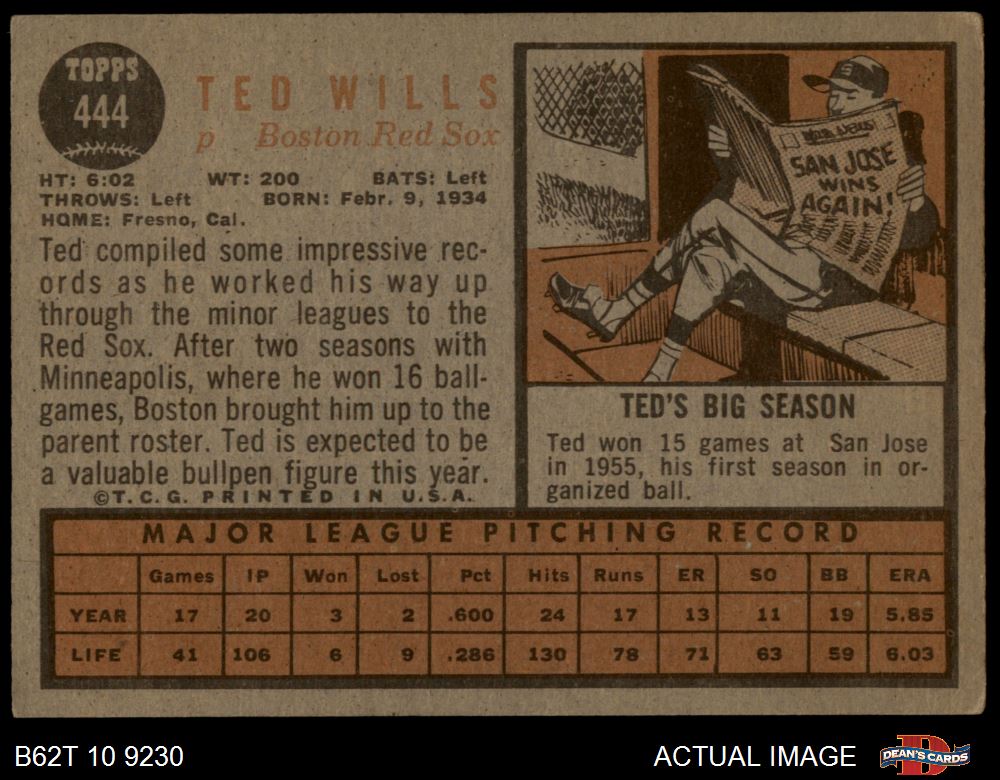 TOPPS
444
TED WILLS
p Boston Red Sox
HT: 6:02 WT: 200 BATS: Left
THROWS: Left BORN: Febr. 9, 1934
HOME: Fresno, Cal.
Ted compiled some impressive rec-
ords as he worked his way up
through the minor leagues to the
Red Sox. After two seasons with
Minneapolis, where he won 16 ball-
games, Boston brought him up to the
parent roster. Ted is expected to be
a valuable bullpen figure this year.
©T.C.G. PRINTED IN U.S.A.
S
SAN JOSE
WINS
AGAIN!
TED'S BIG SEASON
Ted won 15 games at San Jose
in 1955, his first season in or-
ganized ball.
MAJOR LEAGUE PITCHING RECORD
Games IP Won Lost Pct Hits Runs ER SO BB ERA
YEAR 17 20 3 2 .600 24 17 13 11 19 5.85
LIFE 41 106 6 9 .286 130 78 71 63 59 6.03
B62T 10 9230
ACTUAL IMAGE
DEAN'S CARDS